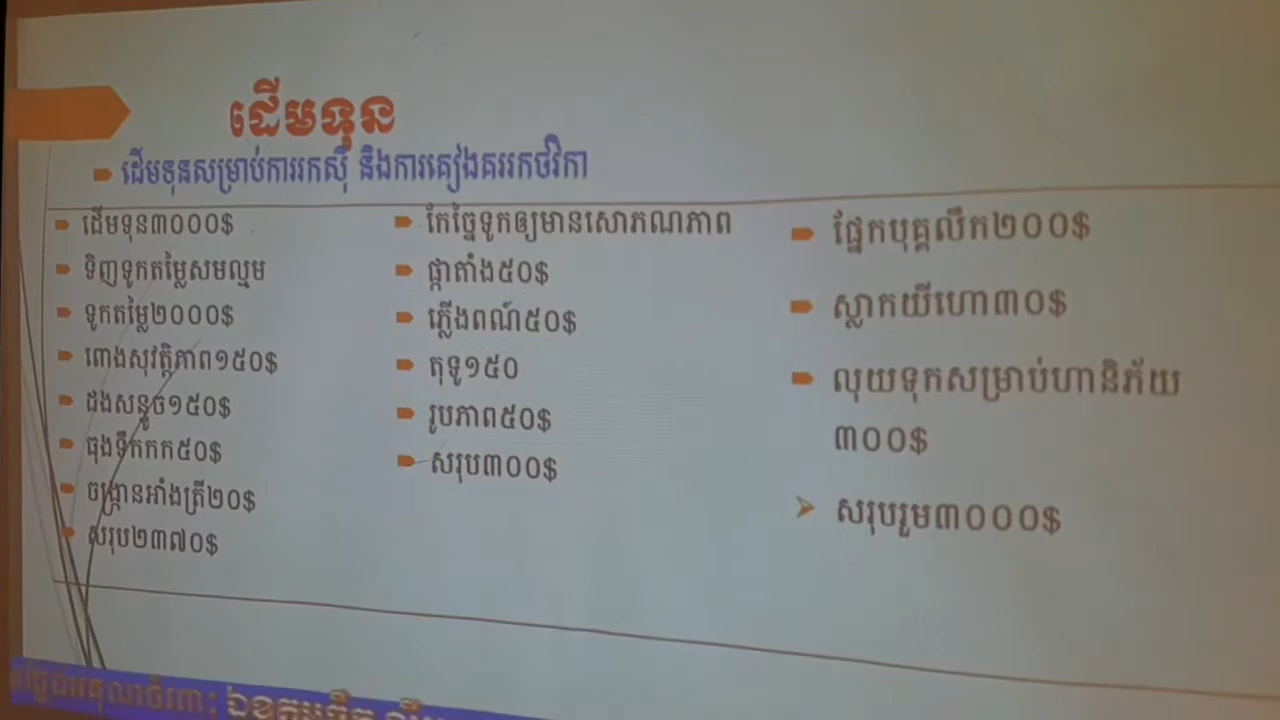 ដើមទុន
ដើមទុនសម្រាប់ការរកស៊ី និងការគៀងគររកថវិកា
ដើមទុន៣០០០$
ទិញទូកតម្លៃសមល្មម
ទូកតម្លៃ២០០០$
ពោងសុវត្តិភាព១៥០$
ដងសន្ទូច១៥០$
ធុងទឹកកក៥០$
ចង្ក្រានអាំងត្រី២០$
សរុប២៣៧០$
កែច្នៃទូកឲ្យមានសោភណភាព
ផ្កាតាំង៥០$
ភ្លើងពណ៍៥០$
តុទូ១៥០
រូបភាព៥០$
សរុប៣០០$
ផ្នែកបុគ្គលឹក២០០$
ស្លាកយីហោ៣០$
លុយទុកសម្រាប់ហានិភ័យ
៣០០$
សរុបរួម៣០០០$